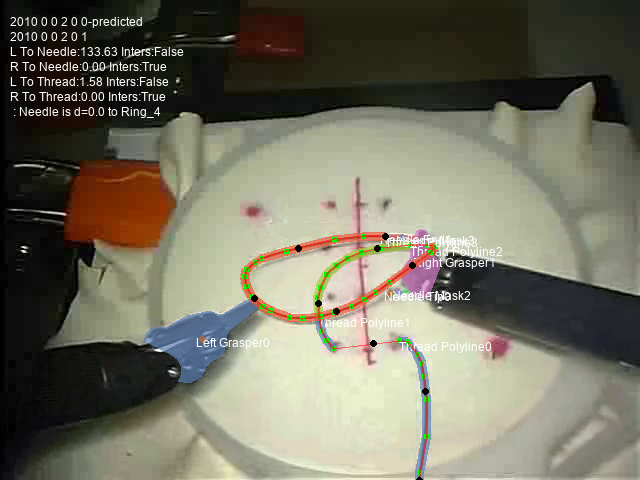 2010 0 0 2 0 0-predicted
2010 0 0 2 0 1
L To Needle:133.63 Inters:False
R To Needle:0.00 Inters:True
L To Thread:1.58 Inters:False
R To Thread:0.00 Inters:True
: Needle is d=0.0 to Ring_4
Thread Polyline2
Right Grasper1
Thread Polyline1
Left Grasper0
Thread Polyline0